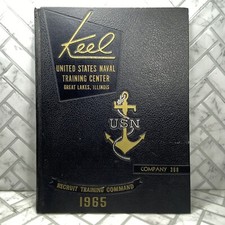 Keel
UNITED STATES NAVAL
TRAINING CENTER
GREAT LAKES, ILLINOIS
USN
COMPANY
RECRUIT TRAINING COMMAND
1965